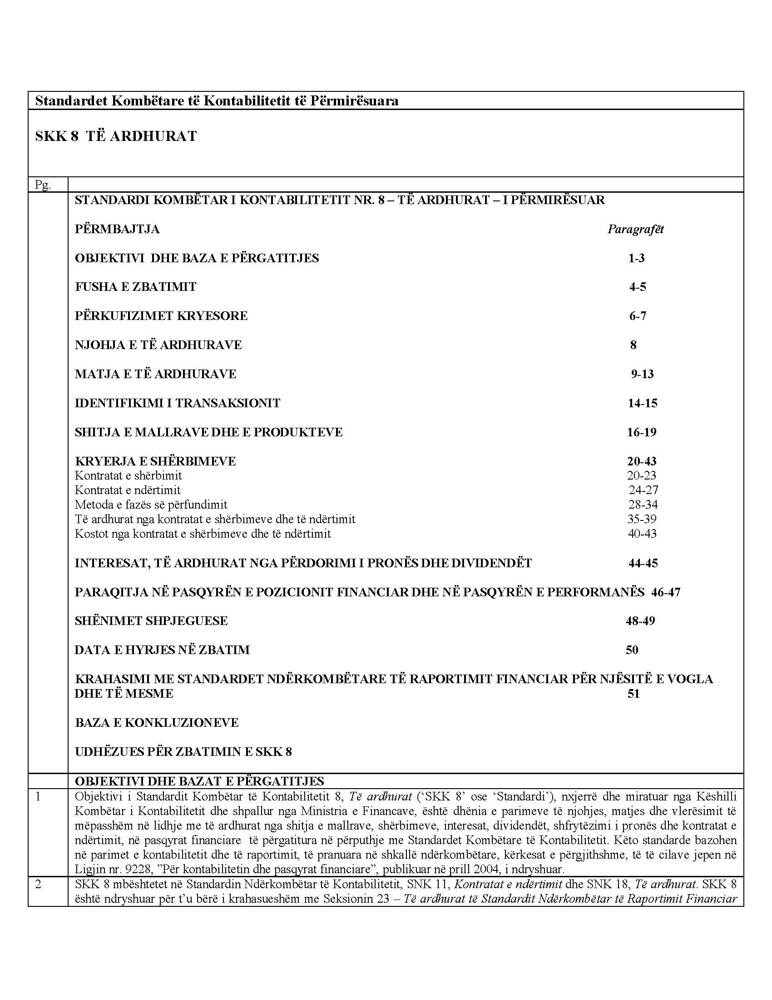 Standardet Kombëtare të Kontabilitetit të Përmirësuara
SKK 8 TË ARDHURAT
Pg.
STANDARDI KOMBËTAR I KONTABILITETIT NR. 8 – TË ARDHURAT – I PËRMIRËSUAR
PËRMBAJTJA Paragrafët
OBJEKTIVI DHE BAZA E PËRGATITJES 1-3
FUSHA E ZBATIMIT 4-5
PËRKUFIZIMET KRYESORE 6-7
NJOHJA E TË ARDHURAVE 8
MATJA E TË ARDHURAVE 9-13
IDENTIFIKIMI I TRANSAKSIONIT 14-15
SHITJA E MALLRAVE DHE E PRODUKTEVE 16-19
KRYERJA E SHËRBIMEVE 20-43
Kontratat e shërbimit 20-23
Kontratat e ndërtimit 24-27
Metoda e fazës së përfundimit 28-34
Të ardhurat nga kontratat e shërbimeve dhe të ndërtimit 35-39
Kostot nga kontratat e shërbimeve dhe të ndërtimit 40-43
INTERESAT, TË ARDHURAT NGA PËRDORIMI I PRONËS DHE DIVIDENDËT 44-45
PARAQITJA NË PASQYRËN E POZICIONIT FINANCIAR DHE NË PASQYRËN E PERFORMANËS 46-47
SHËNIMET SHPJEGUESE 48-49
DATA E HYRJES NË ZBATIM 50
KRAHASIMI ME STANDARDET NDËRKOMBËTARE TË RAPORTIMIT FINANCIAR PËR NJËSITË E VOGLA
DHE TË MESME 51
BAZA E KONKLUZIONEVE
UDHËZUES PËR ZBATIMIN E SKK 8
OBJEKTIVI DHE BAZAT E PËRGATITJES
1 Objektivi i Standardit Kombëtar të Kontabilitetit 8, Të ardhurat (‘SKK 8’ ose ‘Standardi’), nxjerrë dhe miratuar nga Këshilli
Kombëtar i Kontabilitetit dhe shpallur nga Ministria e Financave, është dhënia e parimeve të njohjes, matjes dhe vlerësimit të
mëpasshëm në lidhje me të ardhurat nga shitja e mallrave, shërbimeve, interesat, dividendët, shfrytëzimi i pronës dhe kontratat e
ndërtimit, në pasqyrat financiare të përgatitura në përputhje me Standardet Kombëtare të Kontabilitetit. Këto standarde bazohen
në parimet e kontabilitetit dhe të raportimit, të pranuara në shkallë ndërkombëtare, kërkesat e përgjithshme, të të cilave jepen në
Ligjin nr. 9228, ”Për kontabilitetin dhe pasqyrat financiare”, publikuar në prill 2004, i ndryshuar.
2 SKK 8 mbështetet në Standardin Ndërkombëtar të Kontabilitetit, SNK 11, Kontratat e ndërtimit dhe SNK 18, Të ardhurat. SKK 8
është ndryshuar për t’u bërë i krahasueshëm me Seksionin 23 – Të ardhurat të Standardit Ndërkombëtar të Raportimit Financiar